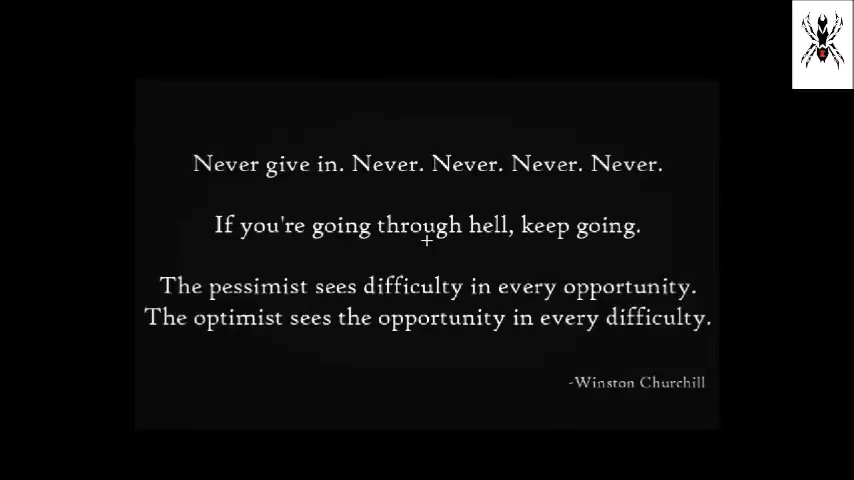 Never give in. Never. Never. Never. Never.
If you're going through hell, keep going.
The pessimist sees difficulty in every opportunity.
The optimist sees the opportunity in every difficulty.
-Winston Churchill